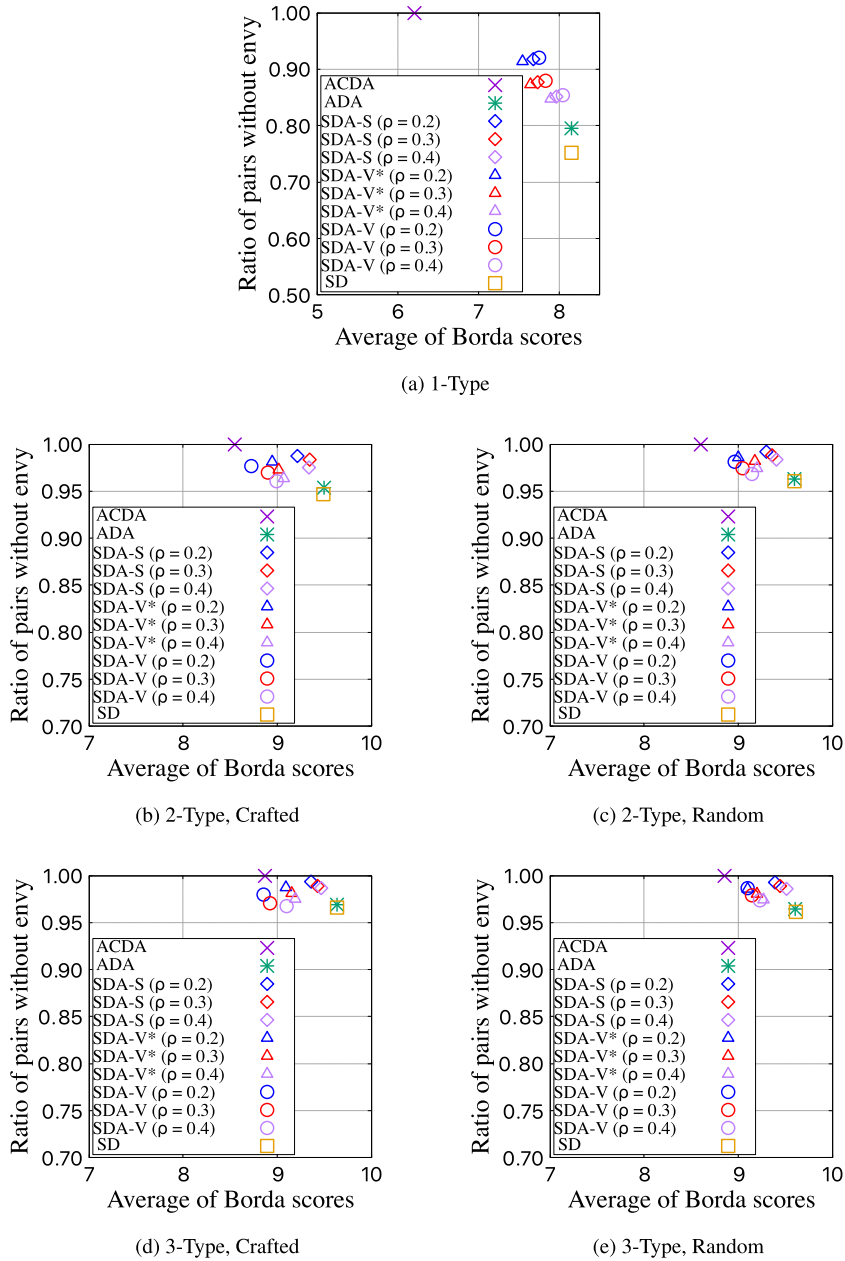 Ratio of pairs without envy
1.00
0.90
0.80
0.70
0.60
0.50
ACDA
ADA
SDA-S (ρ = 0.2)
SDA-S (ρ = 0.3)
SDA-S (ρ = 0.4)
SDA-V* (ρ = 0.2)
SDA-V* (ρ = 0.3)
SDA-V* (ρ = 0.4)
SDA-V (ρ = 0.2)
SDA-V (ρ = 0.3)
SDA-V (ρ = 0.4)
SD
5 6 7 8
Average of Borda scores
(a) 1-Type
Ratio of pairs without envy
1.00
0.95
0.90
0.85
0.80
0.75
0.70
ACDA
ADA
SDA-S (ρ = 0.2)
SDA-S (ρ = 0.3)
SDA-S (ρ = 0.4)
SDA-V* (ρ = 0.2)
SDA-V* (ρ = 0.3)
SDA-V* (ρ = 0.4)
SDA-V (ρ = 0.2)
SDA-V (ρ = 0.3)
SDA-V (ρ = 0.4)
SD
7 8 9 10
Average of Borda scores
(b) 2-Type, Crafted
Ratio of pairs without envy
1.00
0.95
0.90
0.85
0.80
0.75
0.70
ACDA
ADA
SDA-S (ρ = 0.2)
SDA-S (ρ = 0.3)
SDA-S (ρ = 0.4)
SDA-V* (ρ = 0.2)
SDA-V* (ρ = 0.3)
SDA-V* (ρ = 0.4)
SDA-V (ρ = 0.2)
SDA-V (ρ = 0.3)
SDA-V (ρ = 0.4)
SD
7 8 9 10
Average of Borda scores
(c) 2-Type, Random
Ratio of pairs without envy
1.00
0.95
0.90
0.85
0.80
0.75
0.70
ACDA
ADA
SDA-S (ρ = 0.2)
SDA-S (ρ = 0.3)
SDA-S (ρ = 0.4)
SDA-V* (ρ = 0.2)
SDA-V* (ρ = 0.3)
SDA-V* (ρ = 0.4)
SDA-V (ρ = 0.2)
SDA-V (ρ = 0.3)
SDA-V (ρ = 0.4)
SD
7 8 9 10
Average of Borda scores
(d) 3-Type, Crafted
Ratio of pairs without envy
1.00
0.95
0.90
0.85
0.80
0.75
0.70
ACDA
ADA
SDA-S (ρ = 0.2)
SDA-S (ρ = 0.3)
SDA-S (ρ = 0.4)
SDA-V* (ρ = 0.2)
SDA-V* (ρ = 0.3)
SDA-V* (ρ = 0.4)
SDA-V (ρ = 0.2)
SDA-V (ρ = 0.3)
SDA-V (ρ = 0.4)
SD
7 8 9 10
Average of Borda scores
(e) 3-Type, Random